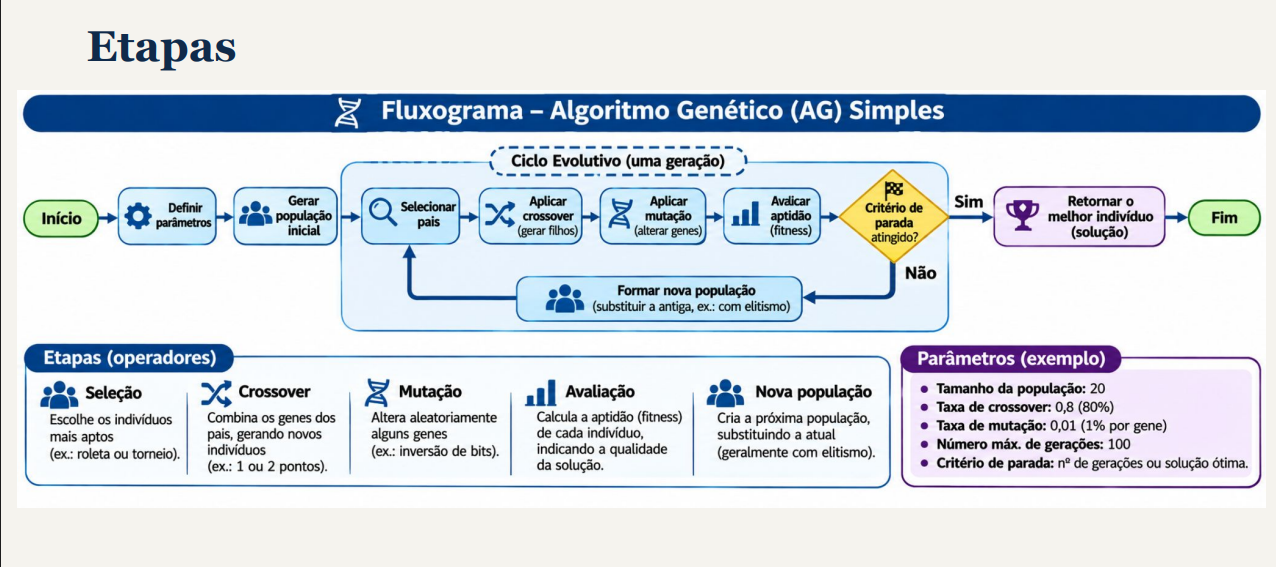 Etapas
Fluxograma – Algoritmo Genético (AG) Simples
Ciclo Evolutivo (uma geração)
Início
Definir
parâmetros
Gerar
população
inicial
Selecionar
pais
Aplicar
crossover
(gerar filhos)
Aplicar
mutação
(alterar genes)
Avalicar
aptidão
(fitness)
Critério de
parada
atingido?
Sim
Retornar o
melhor indivíduo
(solução)
Fim
Não
Formar nova população
(substituir a antiga, ex.: com elitismo)
Etapas (operadores)
Seleção
Escolhe os indivíduos
mais aptos
(ex.: roleta ou torneio).
Crossover
Combina os genes dos
pais, gerando novos
indivíduos
(ex.: 1 ou 2 pontos).
Mutação
Altera aleatoriamente
alguns genes
(ex.: inversão de bits).
Avaliação
Calcula a aptidão (fitness)
de cada indivíduo,
indicando a qualidade
da solução.
Nova população
Cria a próxima população,
substituindo a atual
(geralmente com elitismo).
Parâmetros (exemplo)
• Tamanho da população: 20
• Taxa de crossover: 0,8 (80%)
• Taxa de mutação: 0,01 (1% por gene)
• Número máx. de gerações: 100
• Critério de parada: nº de gerações ou solução ótima.